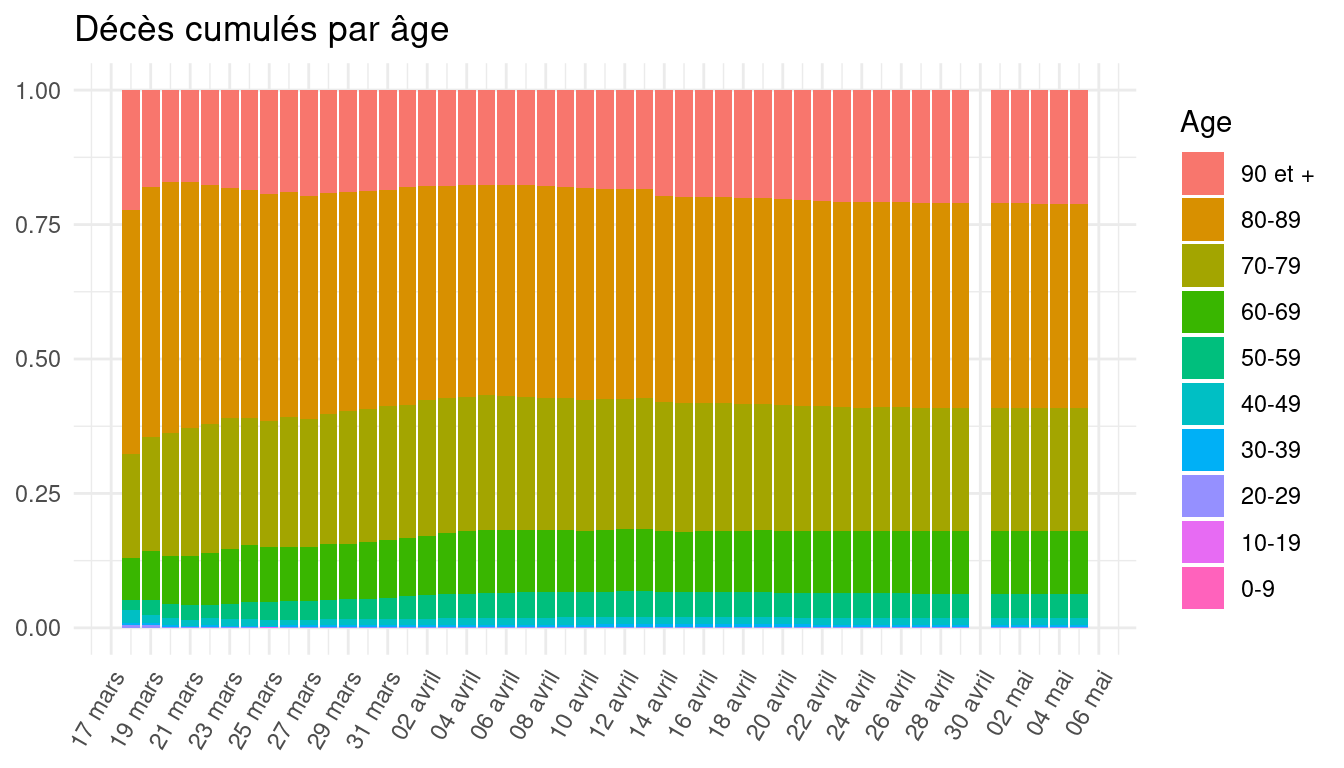 Décès cumulés par âge
1.00
0.75
0.50
0.25
0.00
17 mars
19 mars
21 mars
23 mars
25 mars
27 mars
29 mars
31 mars
02 avril
04 avril
06 avril
08 avril
10 avril
12 avril
14 avril
16 avril
18 avril
20 avril
22 avril
24 avril
26 avril
28 avril
30 avril
02 mai
04 mai
06 mai
Age
90 et +
80-89
70-79
60-69
50-59
40-49
30-39
20-29
10-19
0-9